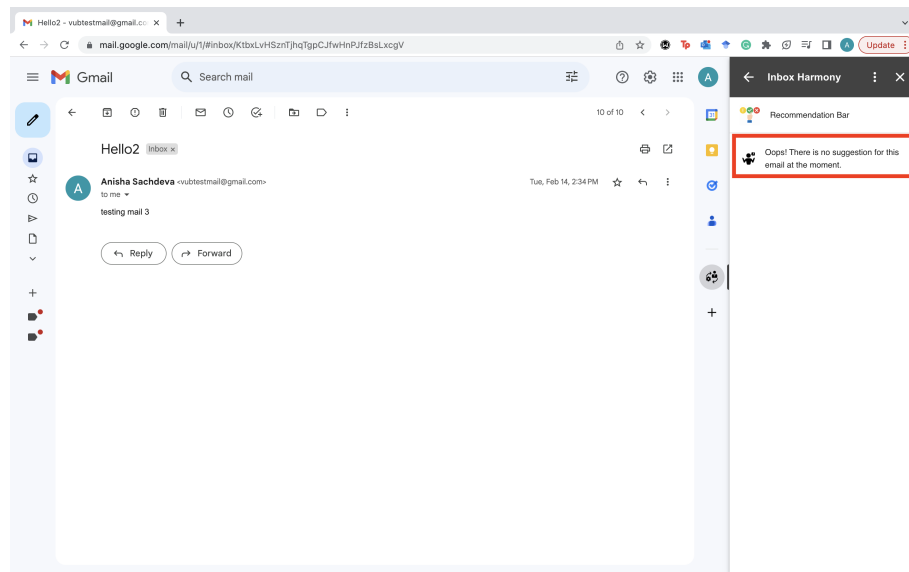 Hello2 - vubtestmail@gmail.co
mail.google.com/mail/u/1/#inbox/KtbxLvHSznTjhqTgpCJfwHnPJfzBsLxcgV
Update
Gmail
Search mail
A
Inbox Harmony
10 of 10
31
Recommendation Bar
Hello2 Inbox ×
Oops! There is no suggestion for this
email at the moment.
A
Anisha Sachdeva <vubtestmail@gmail.com>
Tue, Feb 14, 2:34 PM
to me
testing mail 3
Reply
Forward